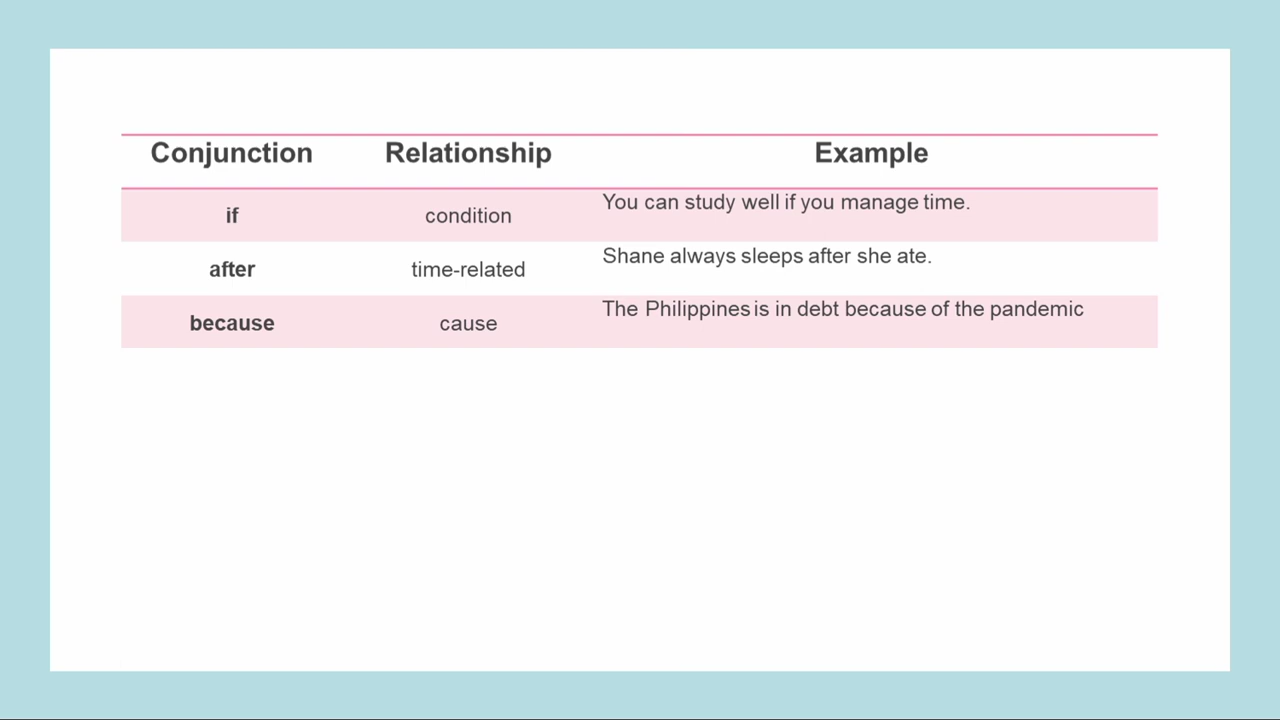 Conjunction Relationship Example
if condition You can study well if you manage time.
after time-related Shane always sleeps after she ate.
because cause The Philippines is in debt because of the pandemic